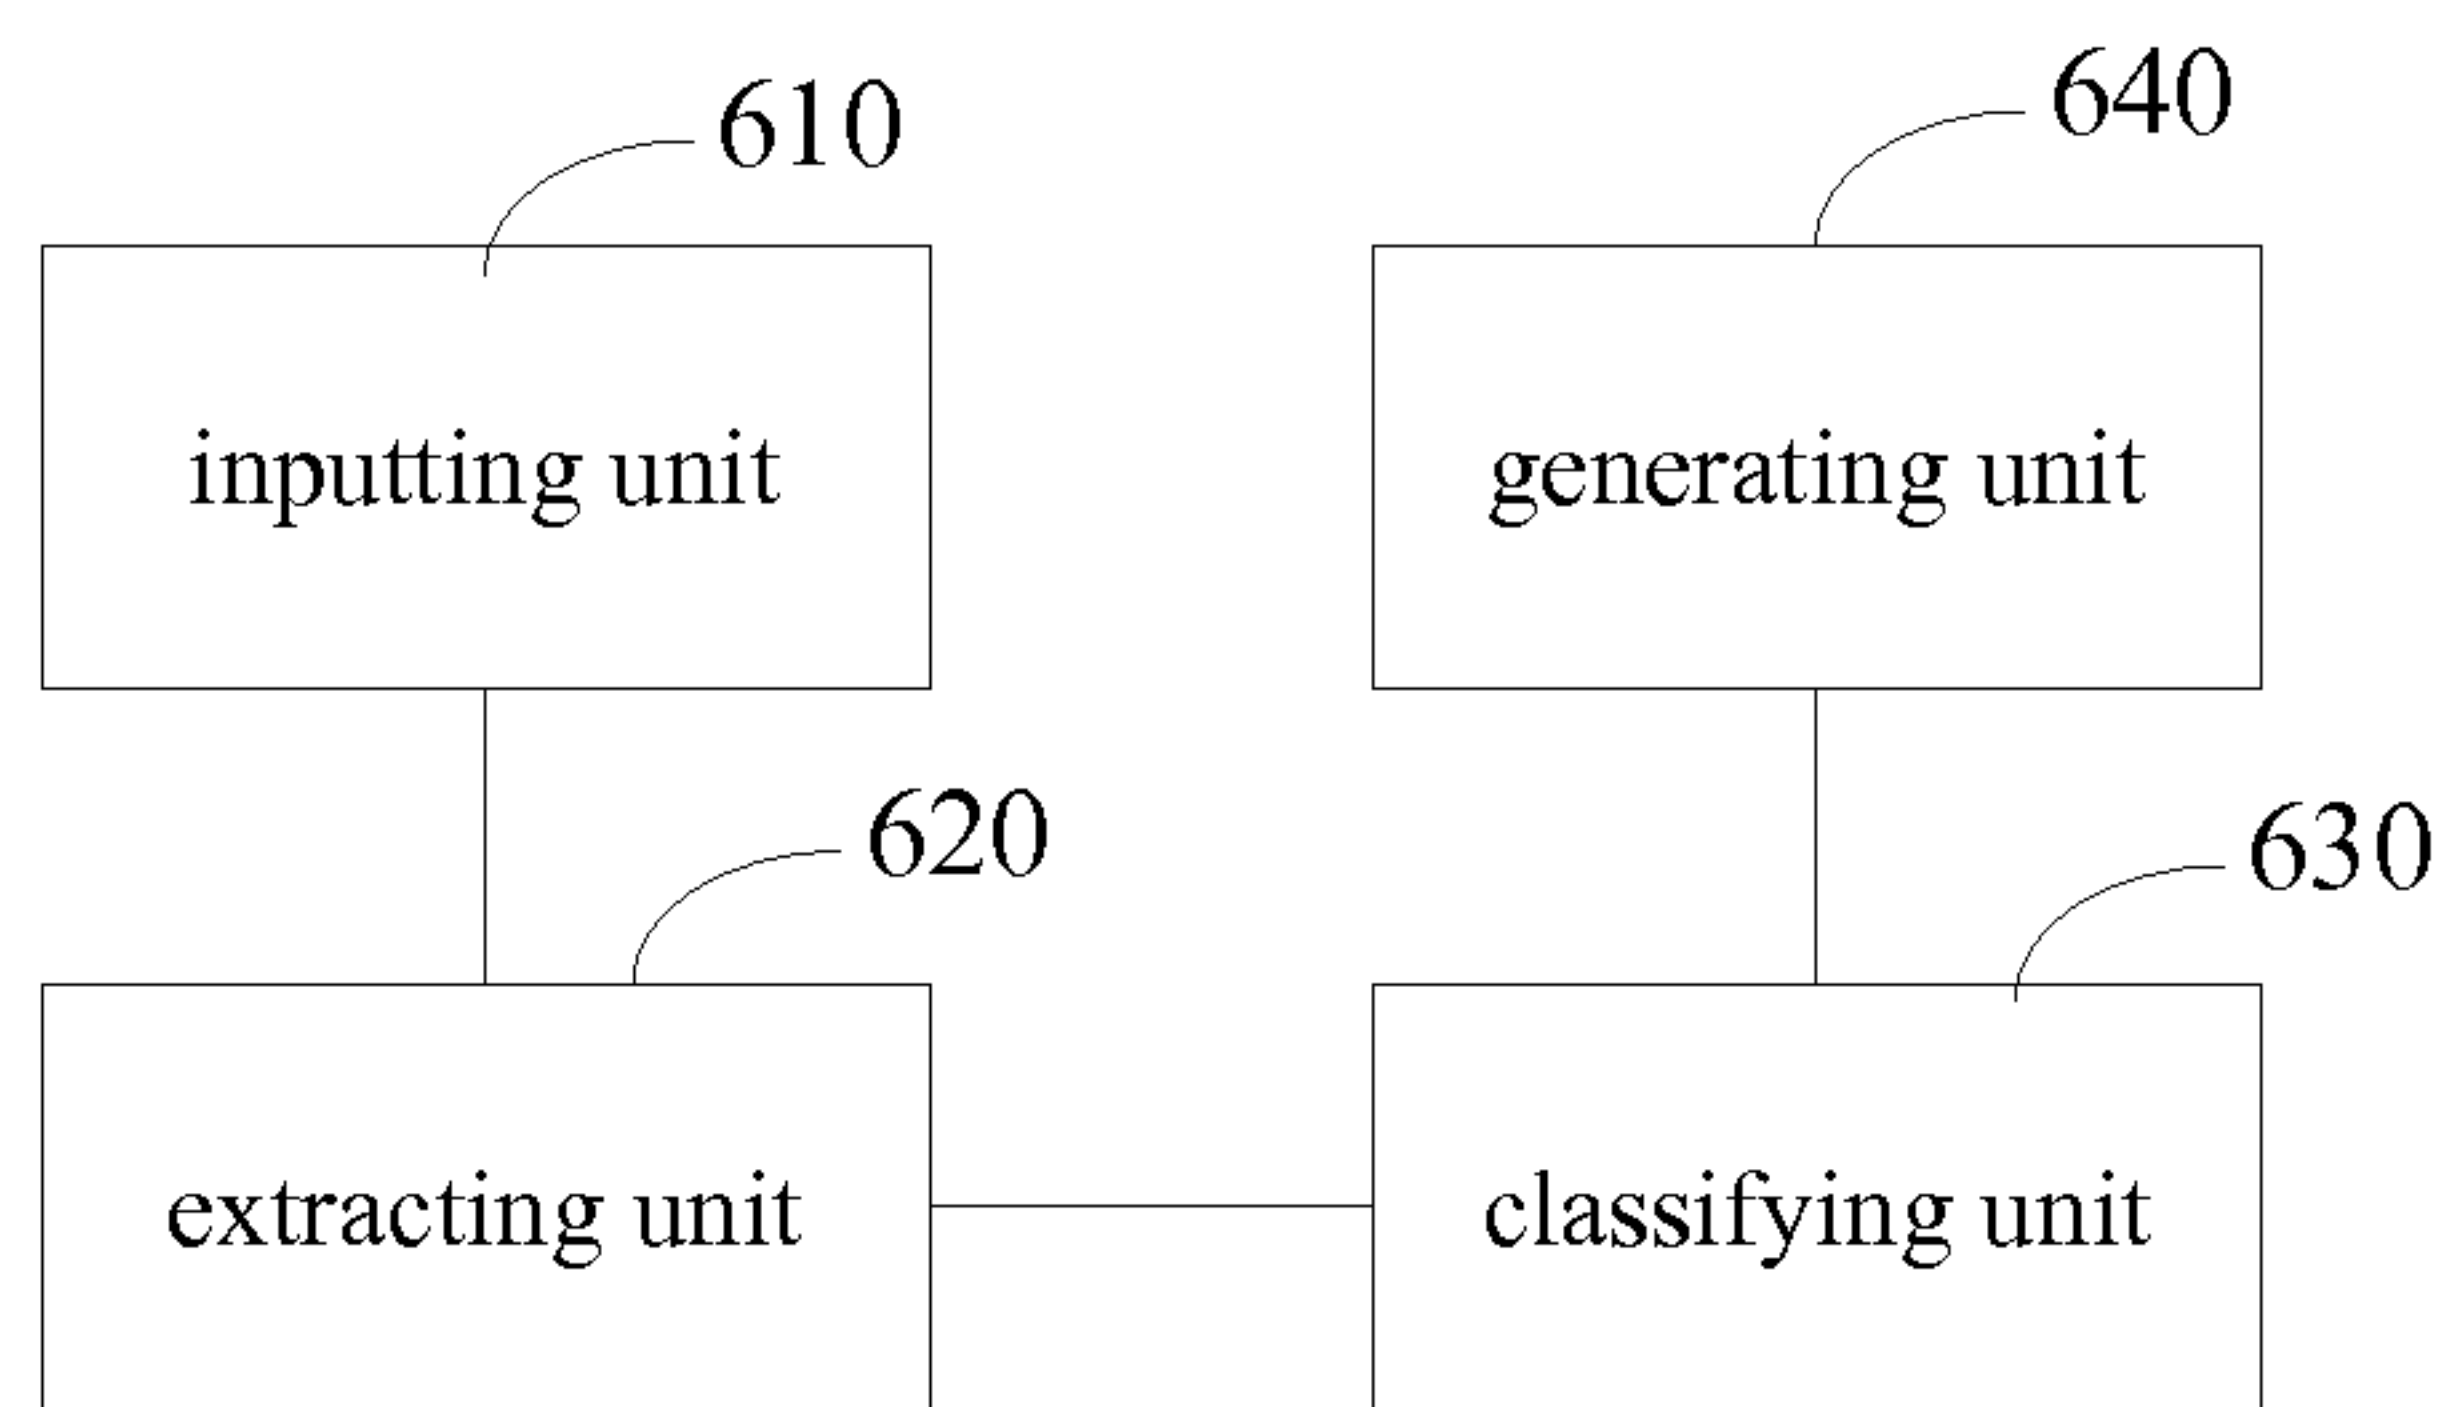 610
640
inputting unit
generating unit
620
630
extracting unit
classifying unit